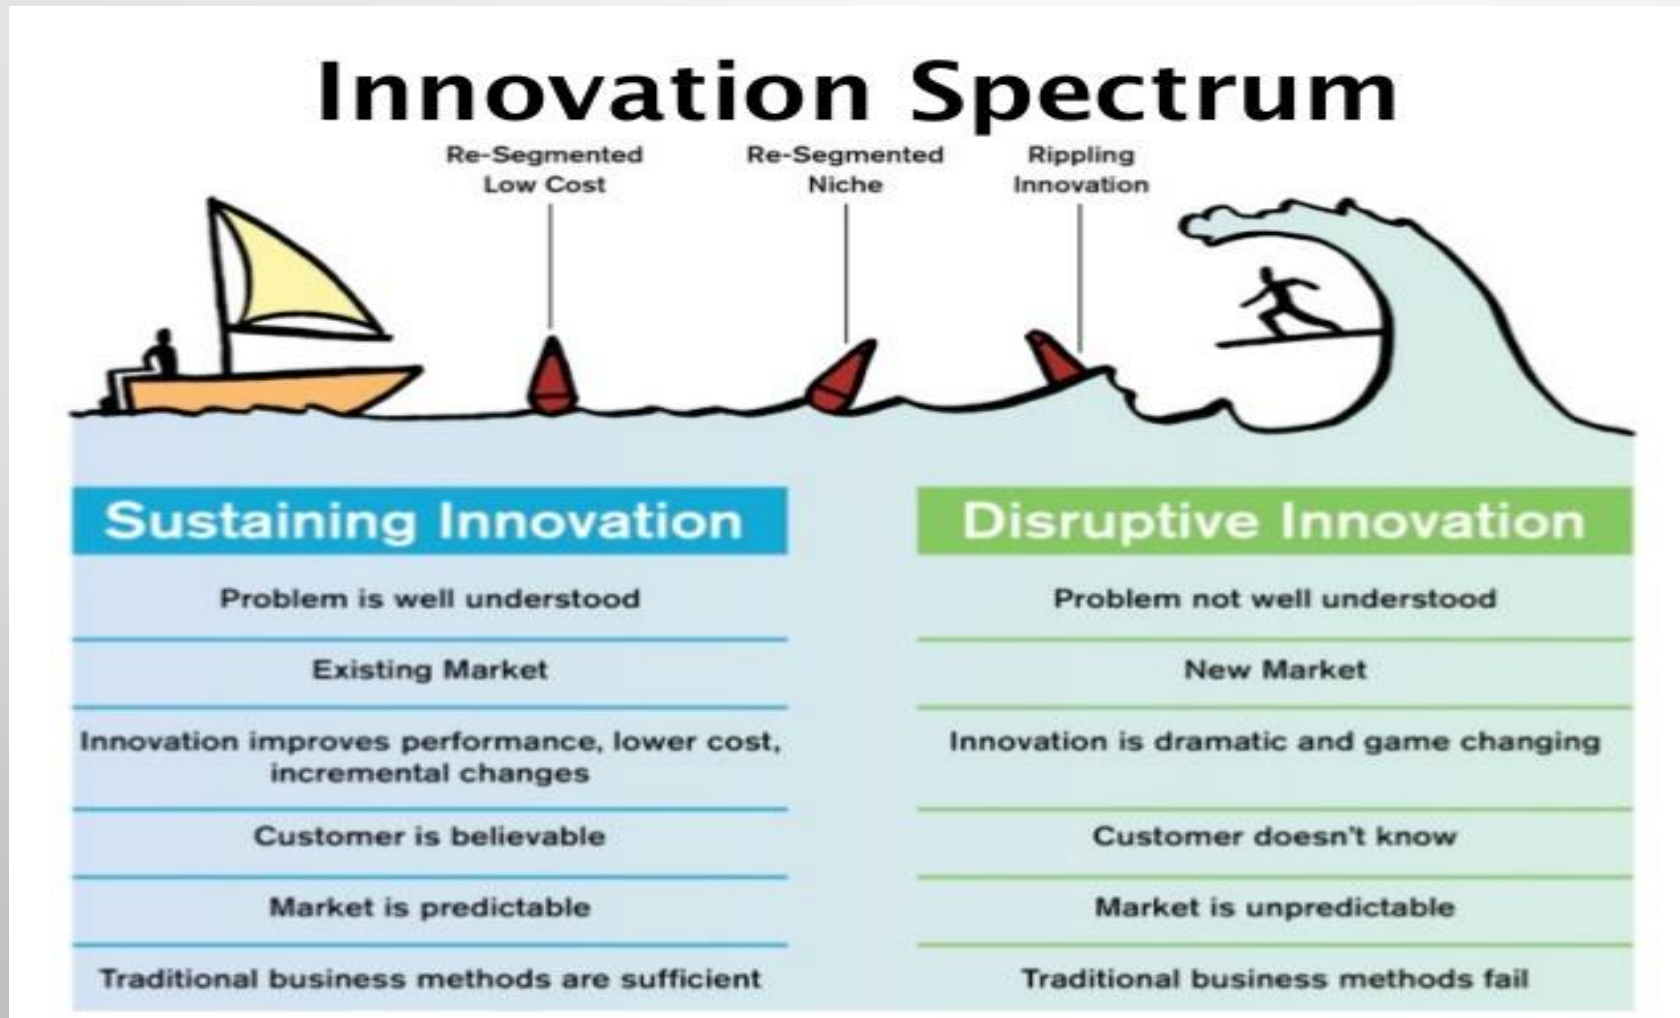 Innovation Spectrum
Re-Segmented
Low Cost
Re-Segmented
Niche
Rippling
Innovation
Sustaining Innovation
Problem is well understood
Existing Market
Innovation improves performance, lower cost,
incremental changes
Customer is believable
Market is predictable
Traditional business methods are sufficient
Disruptive Innovation
Problem not well understood
New Market
Innovation is dramatic and game changing
Customer doesn't know
Market is unpredictable
Traditional business methods fail